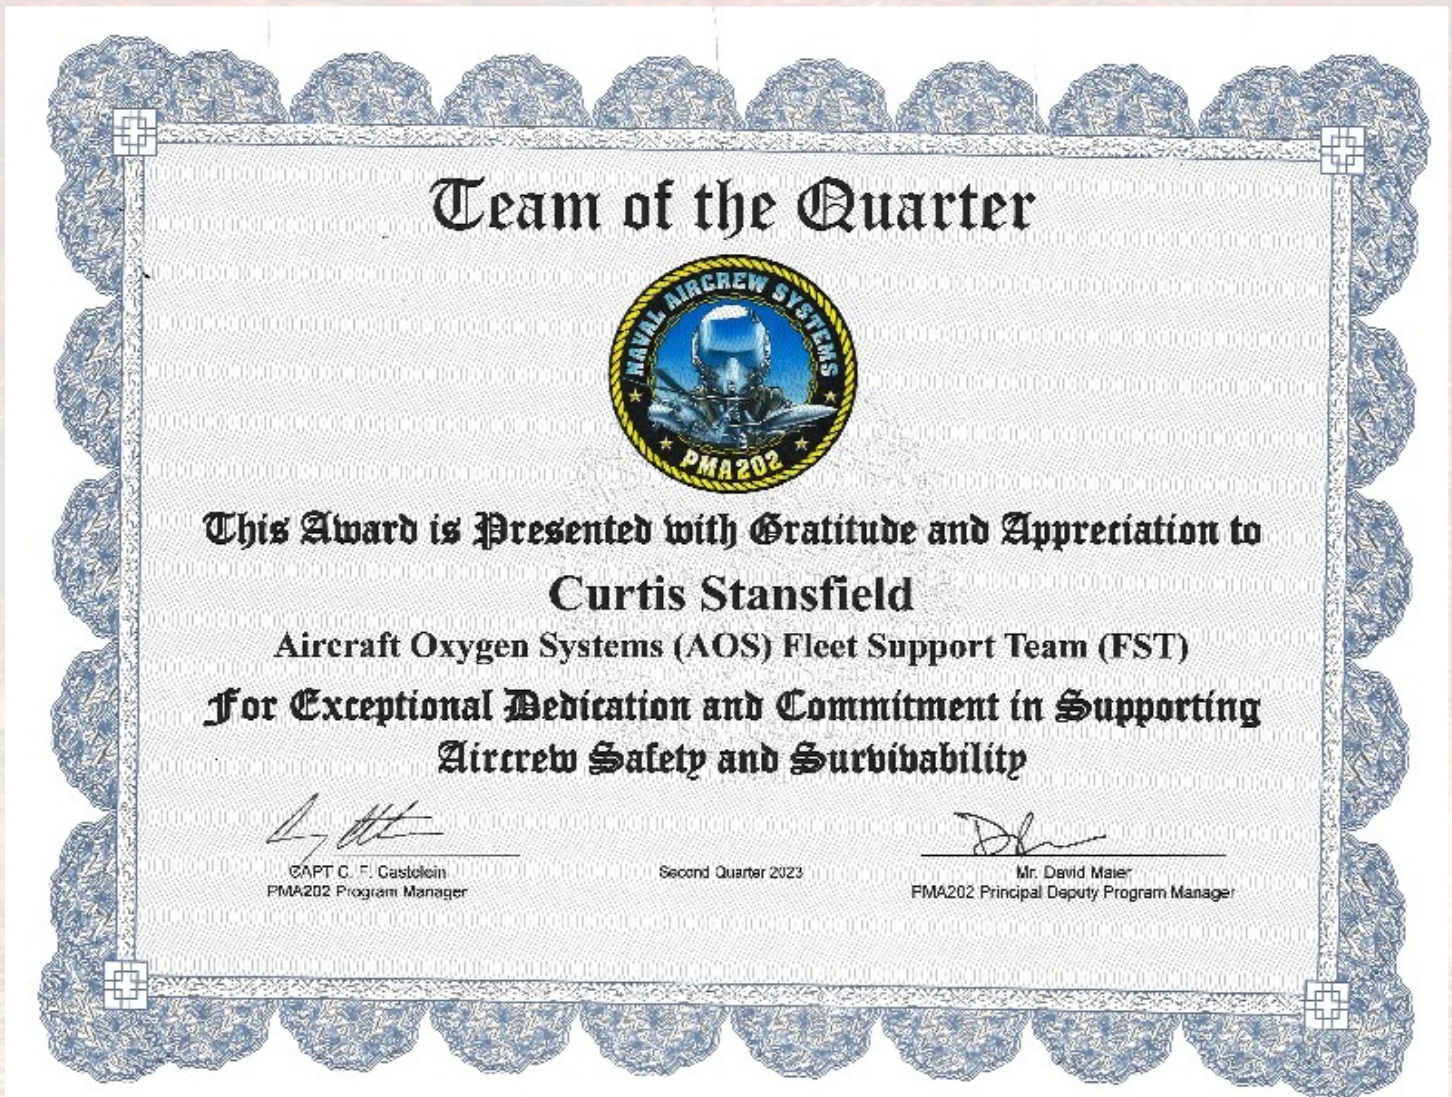 Team of the Quarter
NAVAL AIRCREW SYSTEMS
PMA202
This Award is Presented with Gratitude and Appreciation to
Curtis Stansfield
Aircraft Oxygen Systems (AOS) Fleet Support Team (FST)
For Exceptional Dedication and Commitment in Supporting
Aircrew Safety and Survivability
CAPT C. F. Castelein
PMA202 Program Manager
Second Quarter 2023
Mr. David Maier
PMA202 Principal Deputy Program Manager